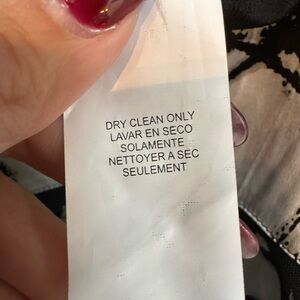 DRY CLEAN ONLY
LAVAR EN SECO
SOLAMENTE
NETTOYER A SEC
SEULEMENT